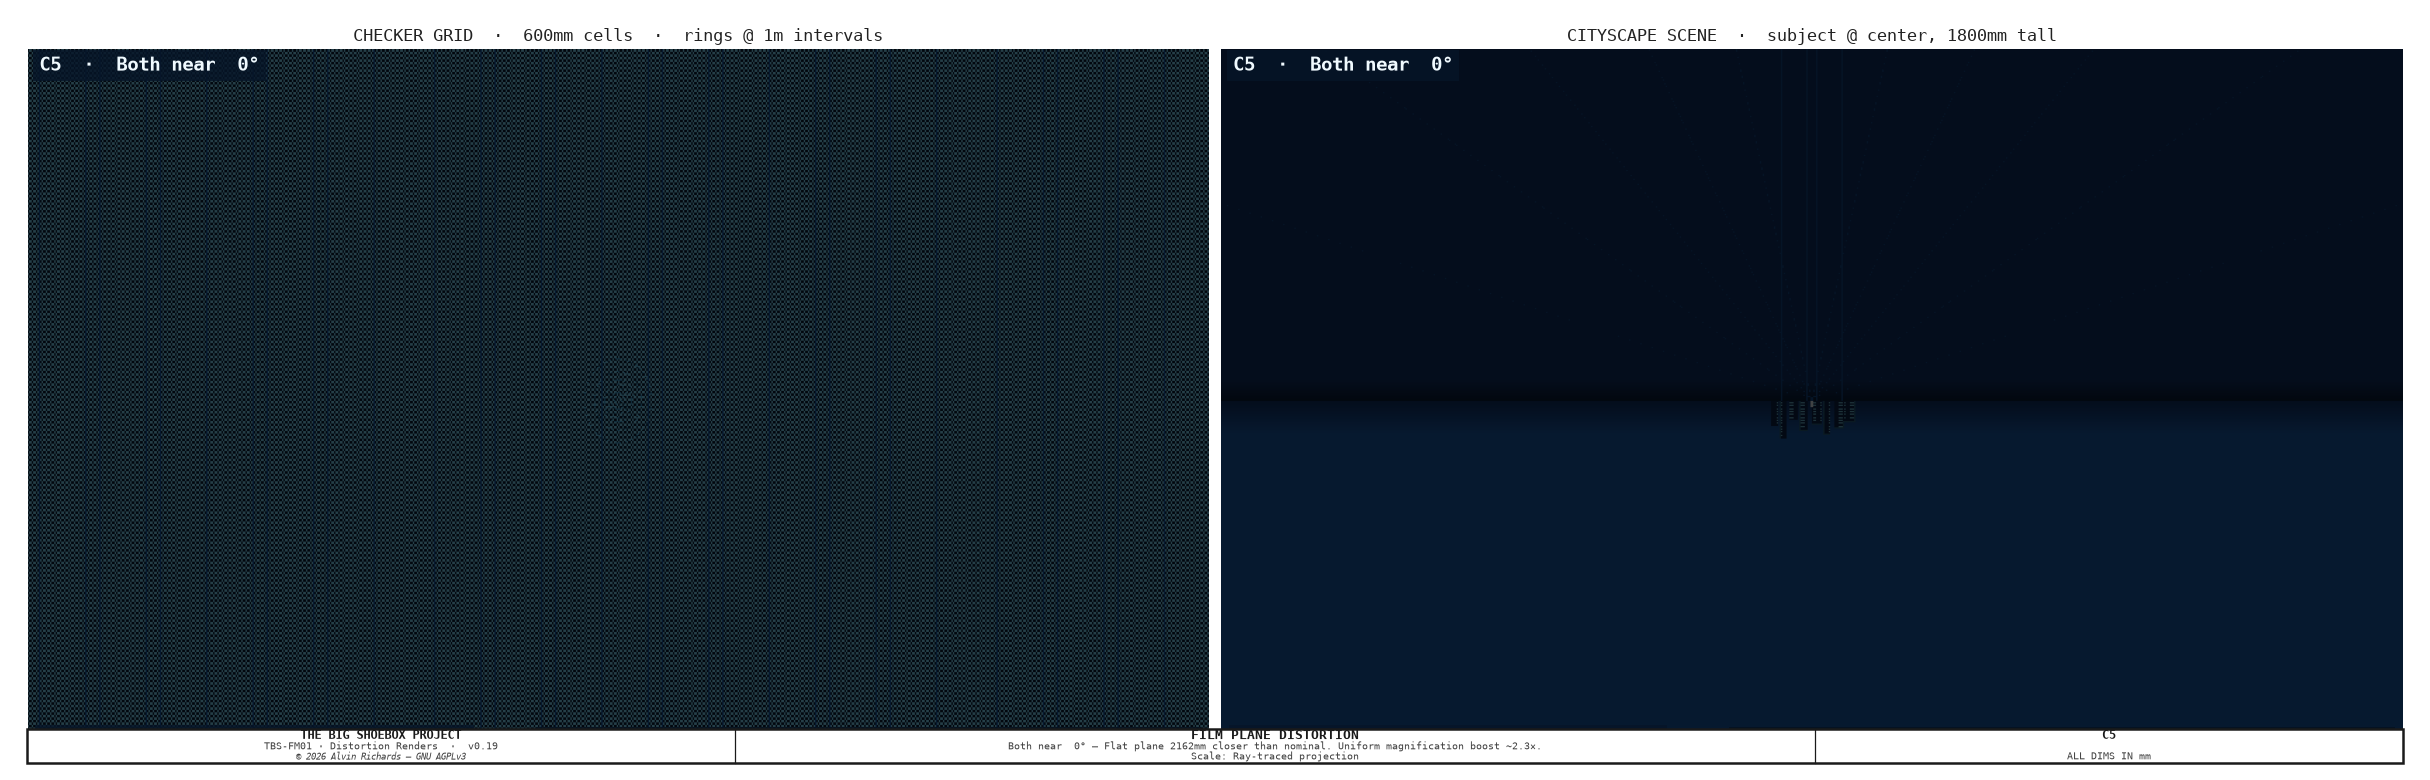 CHECKER GRID · 600mm cells · rings @ 1m intervals
CITYSCAPE SCENE · subject @ center, 1800mm tall
C5 · Both near 0°
C5 · Both near 0°
THE BIG SHOEBOX PROJECT
TBS-FM01 · Distortion Renders · v0.19
© 2026 Alvin Richards — GNU AGPLv3
FILM PLANE DISTORTION
Both near 0° — Flat plane 2162mm closer than nominal. Uniform magnification boost ~2.3×.
Scale: Ray-traced projection
C5
ALL DIMS IN mm